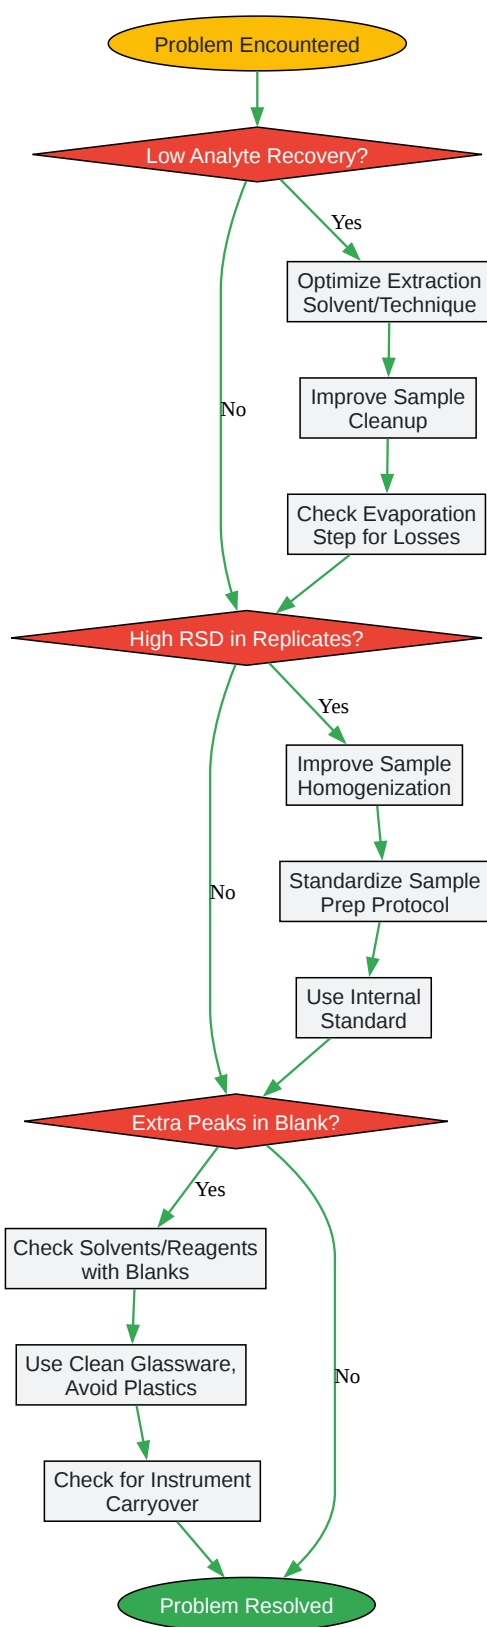 Problem Encountered
Low Analyte Recovery?
Yes
Optimize Extraction
Solvent/Technique
Improve Sample
Cleanup
No
Check Evaporation
Step for Losses
High RSD in Replicates?
Yes
Improve Sample
Homogenization
Standardize Sample
Prep Protocol
No
Use Internal
Standard
Extra Peaks in Blank?
Yes
Check Solvents/Reagents
with Blanks
Use Clean Glassware,
Avoid Plastics
No
Check for Instrument
Carryover
Problem Resolved